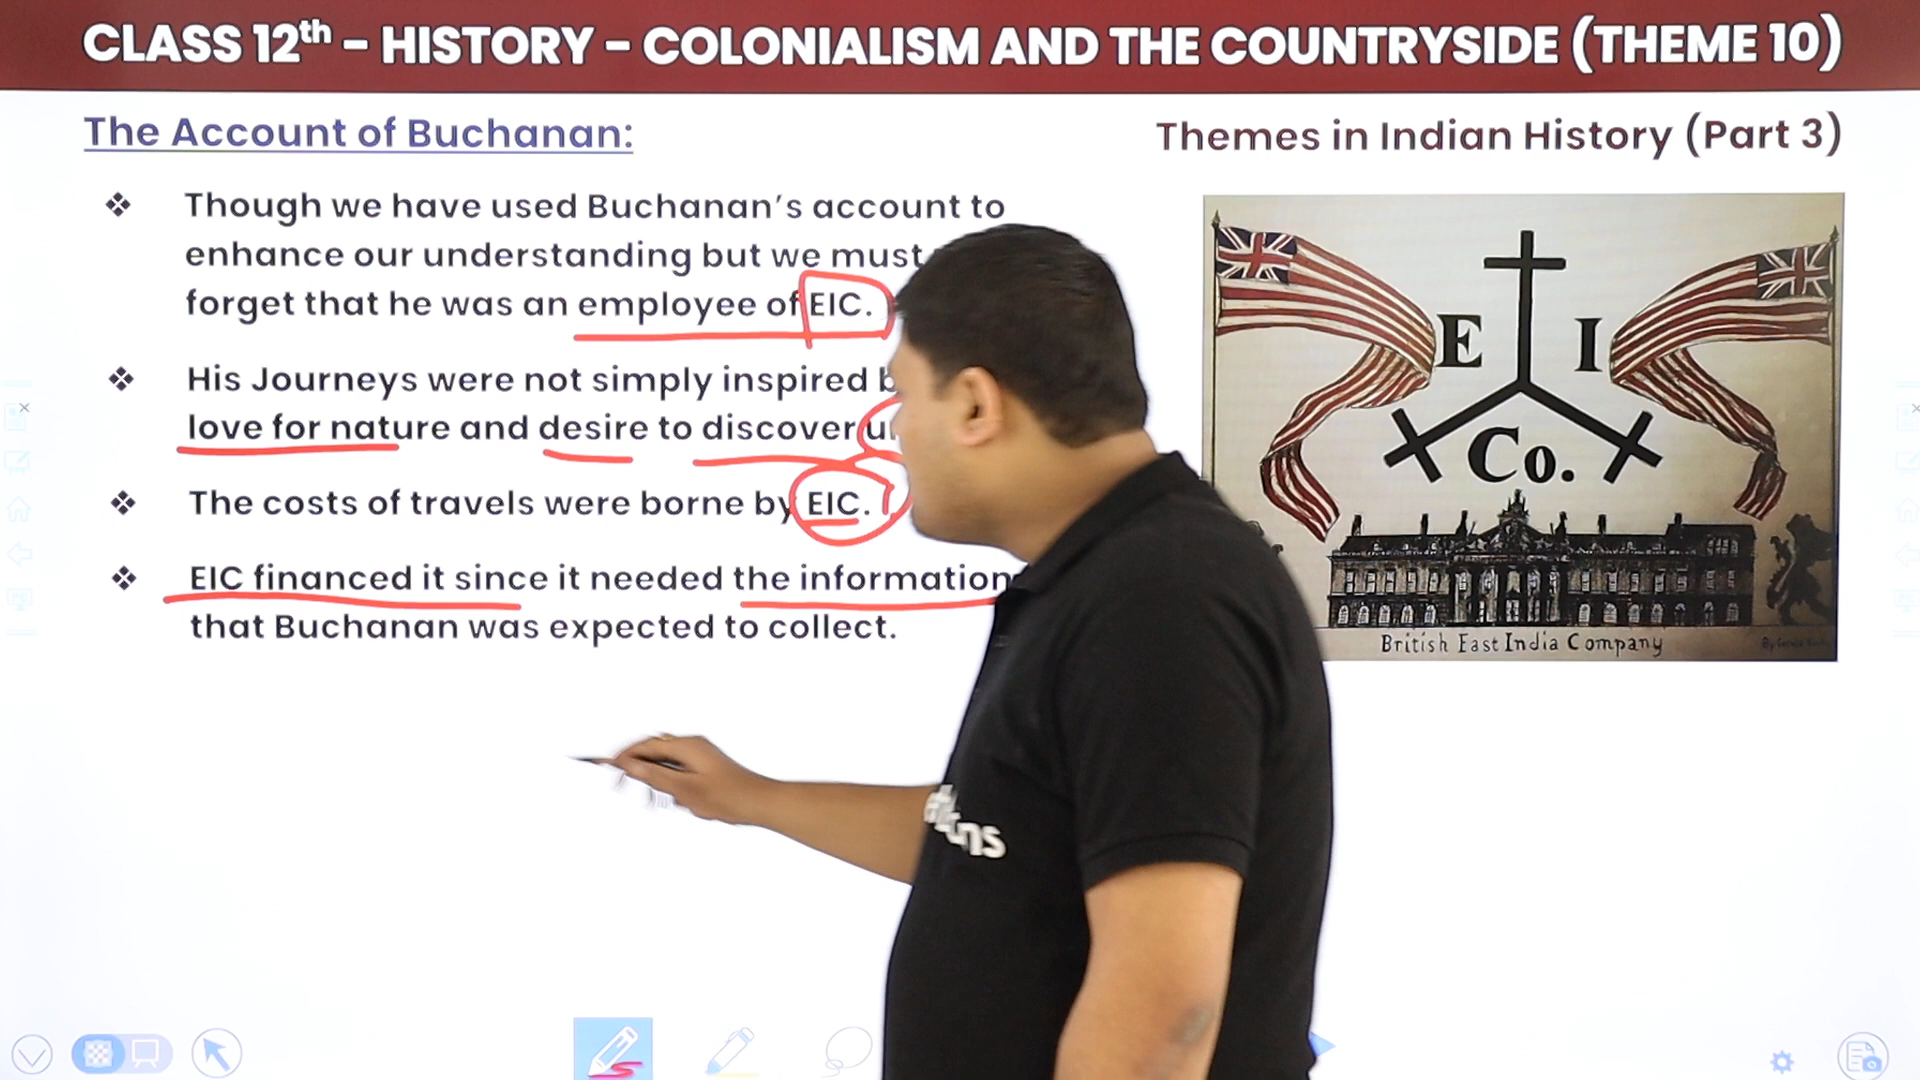 CLASS 12th - HISTORY - COLONIALISM AND THE COUNTRYSIDE (THEME 10)
The Account of Buchanan:
Themes in Indian History (Part 3)
❖ Though we have used Buchanan's account to
enhance our understanding but we must
forget that he was an employee of EIC.
❖ His Journeys were not simply inspired
love for nature and desire to discover
❖ The costs of travels were borne by EIC.
❖ EIC financed it since it needed the information
that Buchanan was expected to collect.
E I
Co.
British East India Company